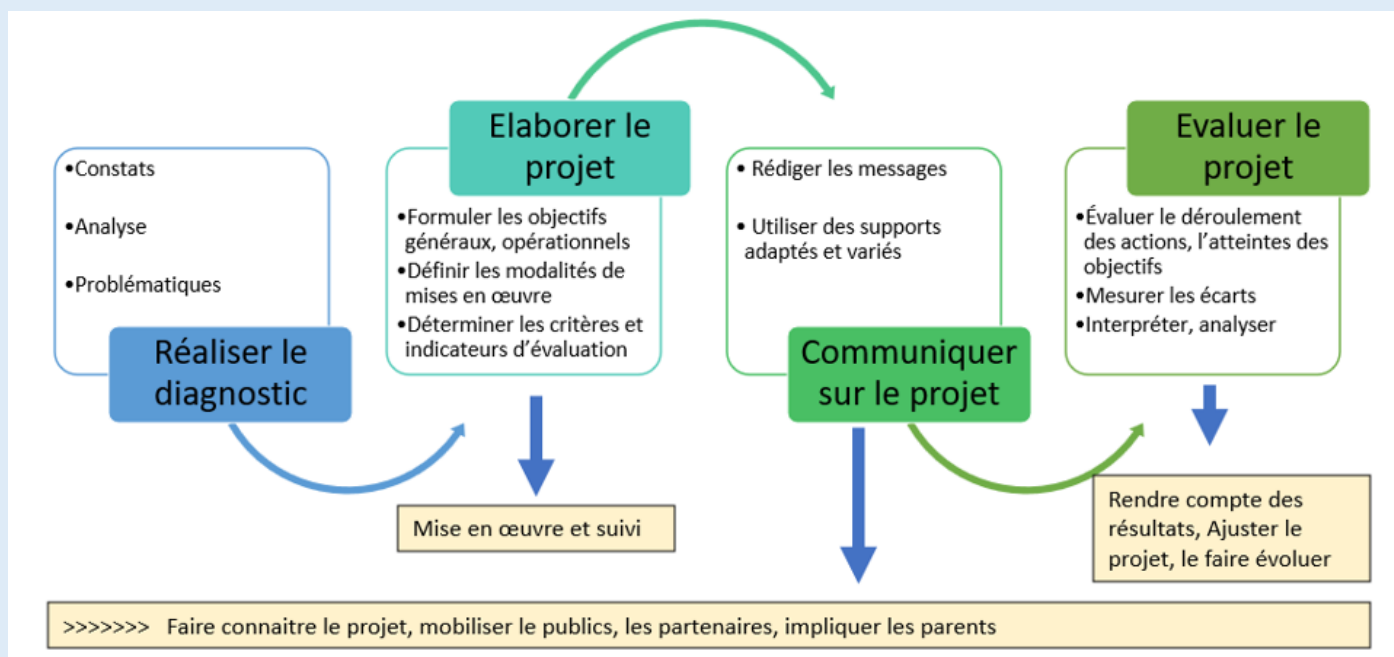 •Constats
•Analyse
•Problématiques
Réaliser le
diagnostic
Elaborer le
projet
•Formuler les objectifs
généraux, opérationnels
•Définir les modalités de
mises en œuvre
•Déterminer les critères et
indicateurs d’évaluation
Mise en œuvre et suivi
• Rédiger les messages
• Utiliser des supports
adaptés et variés
Communiquer
sur le projet
Evaluer le
projet
•Évaluer le déroulement
des actions, l’atteintes des
objectifs
•Mesurer les écarts
•Interpréter, analyser
Rendre compte des
résultats, Ajuster le
projet, le faire évoluer
>>>>>>> Faire connaitre le projet, mobiliser le publics, les partenaires, impliquer les parents